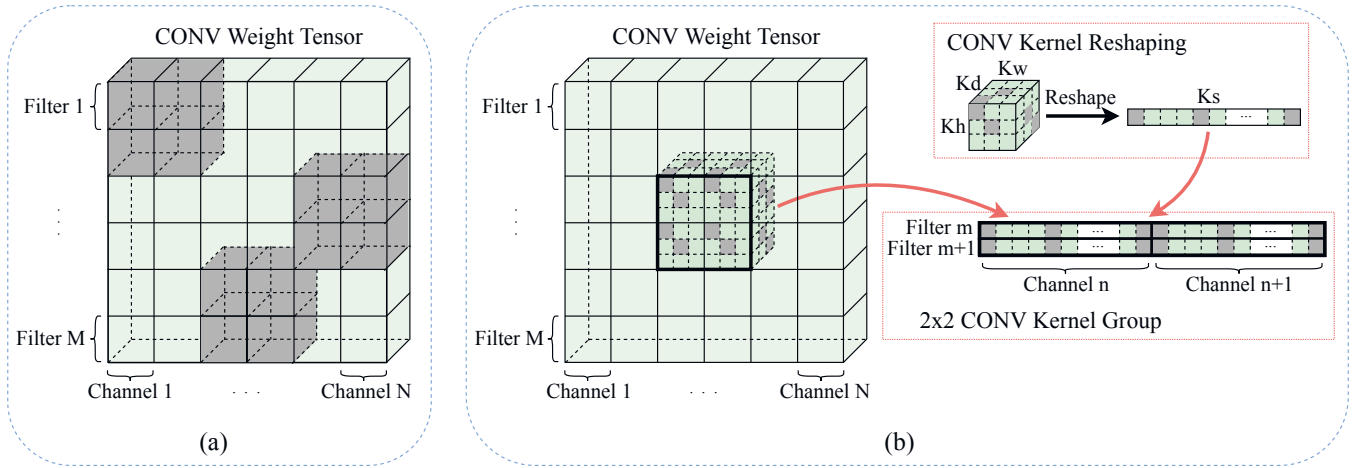 CONV Weight Tensor
Filter 1
· · ·
Filter M
Channel 1
· · ·
Channel N
(a)
CONV Weight Tensor
Filter 1
· · ·
Filter M
Channel 1
· · ·
Channel N
CONV Kernel Reshaping
Kw
Kd
Kh
Reshape
Ks
...
Filter m
... ...
Filter m+1
... ...
Channel n
Channel n+1
2x2 CONV Kernel Group
(b)